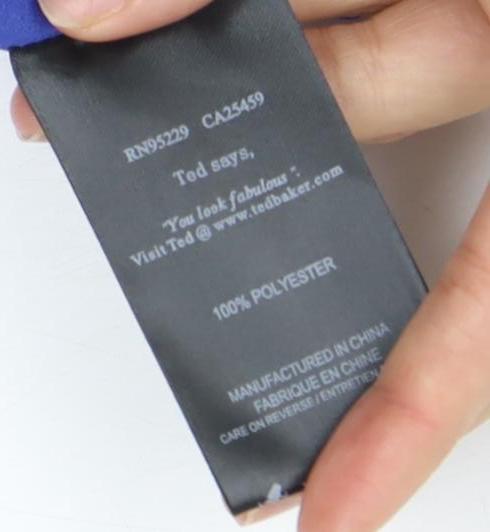 RN95229 CA25459
Ted says,
"You look fabulous ".
Visit Ted @ www.tedbaker.com
100% POLYESTER
MANUFACTURED IN CHINA
FABRIQUE EN CHINE
CARE ON REVERSE / ENTRETIEN